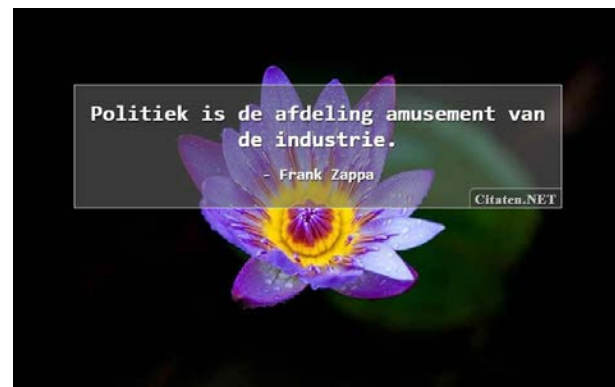 Politiek is de afdeling amusement van
de industrie.
- Frank Zappa
Citaten.NET